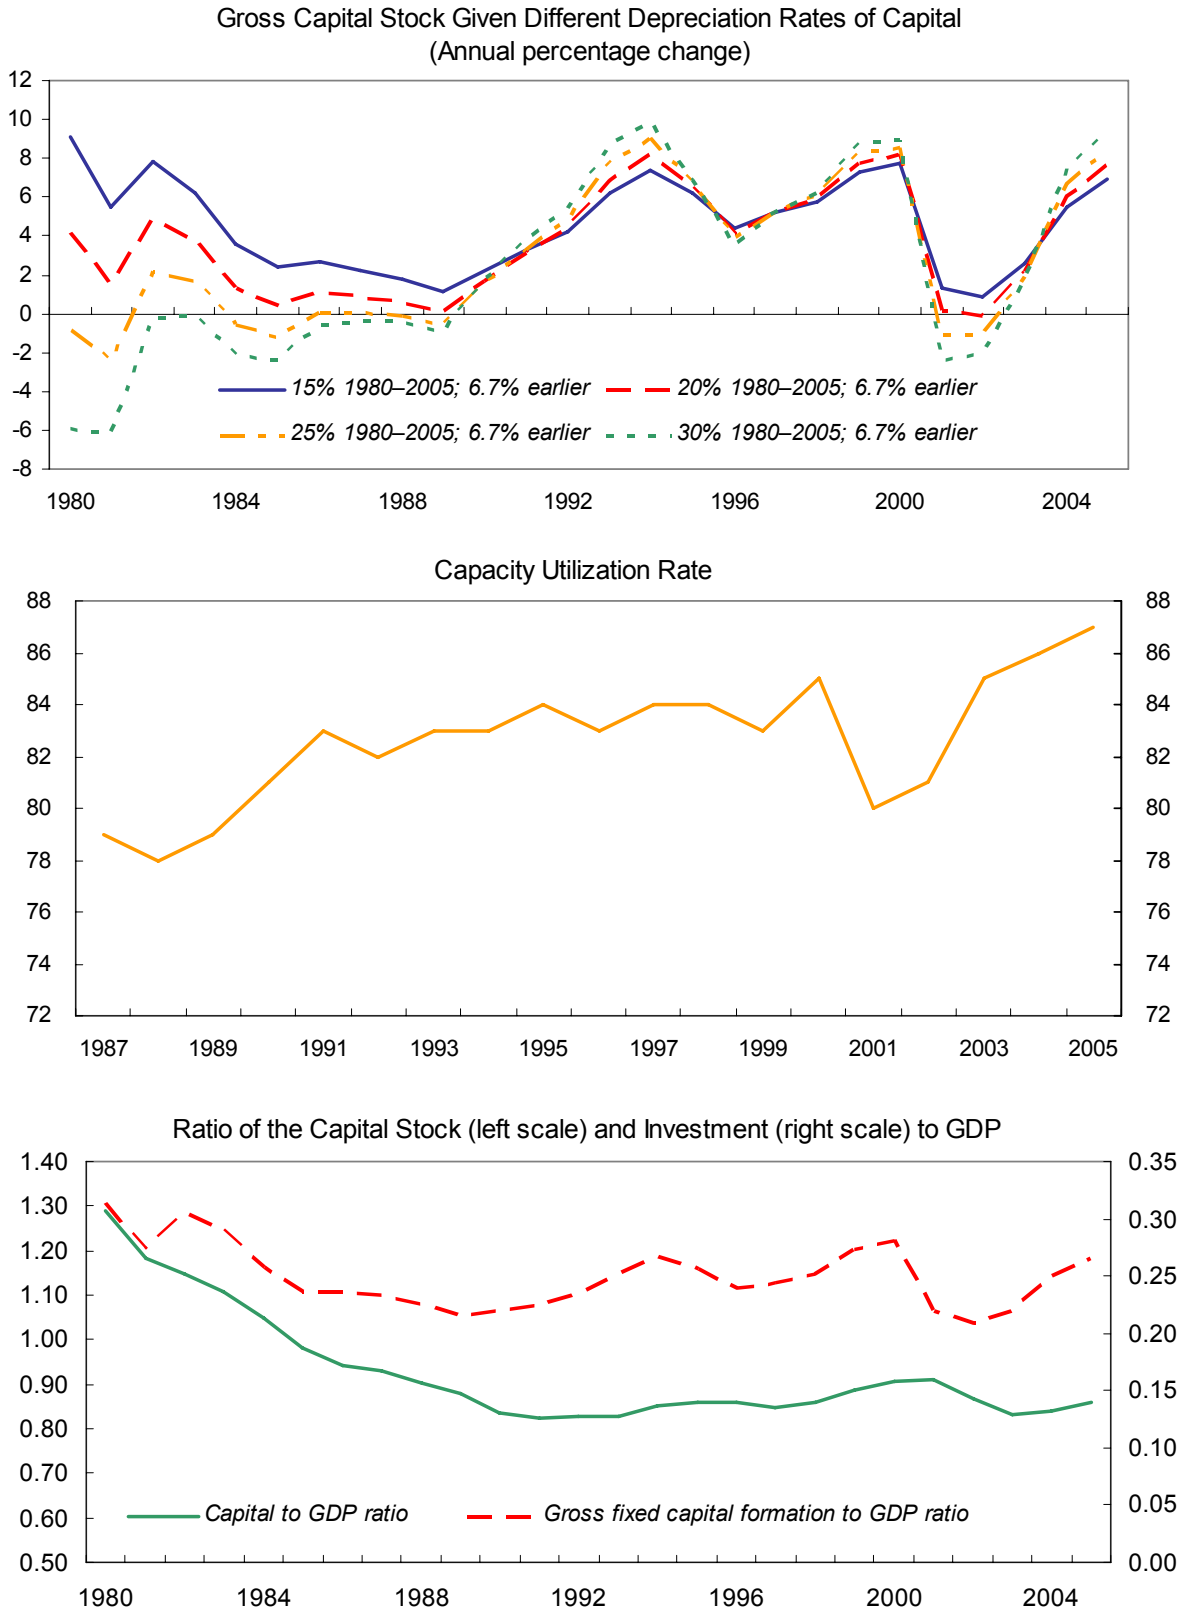 Gross Capital Stock Given Different Depreciation Rates of Capital
(Annual percentage change)
12
10
8
6
4
2
0
-2
-4
-6
-8
15% 1980–2005; 6.7% earlier
20% 1980–2005; 6.7% earlier
25% 1980–2005; 6.7% earlier
30% 1980–2005; 6.7% earlier
1980 1984 1988 1992 1996 2000 2004
Capacity Utilization Rate
88 88
86 86
84 84
82 82
80 80
78 78
76 76
74 74
72 72
1987 1989 1991 1993 1995 1997 1999 2001 2003 2005
Ratio of the Capital Stock (left scale) and Investment (right scale) to GDP
1.40 0.35
1.30 0.30
1.20
1.10 0.25
1.00 0.20
0.90
0.80 0.15
0.70 0.10
0.60 0.05
Capital to GDP ratio
Gross fixed capital formation to GDP ratio
0.50 0.00
1980 1984 1988 1992 1996 2000 2004